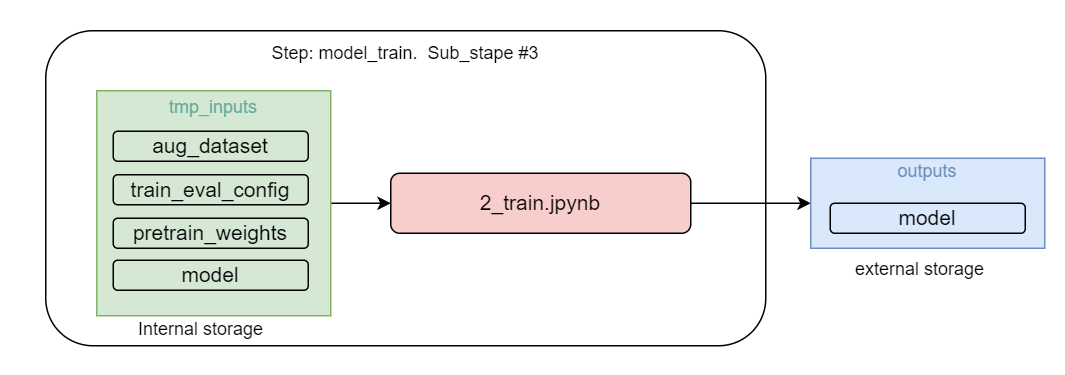 Step: model_train.  Sub_stape #3
tmp_inputs
aug_dataset
train_eval_config
pretrain_weights
model
Internal storage
2_train.jpynb
outputs
model
external storage